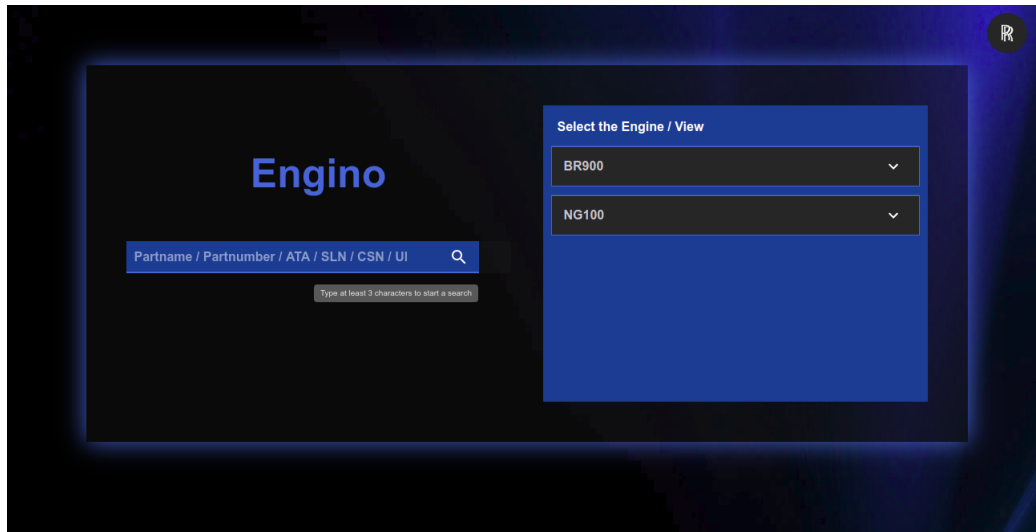 Engino
Partname / Partnumber / ATA / SLN / CSN / UI
Type at least 3 characters to start a search
Select the Engine / View
BR900
NG100
RR